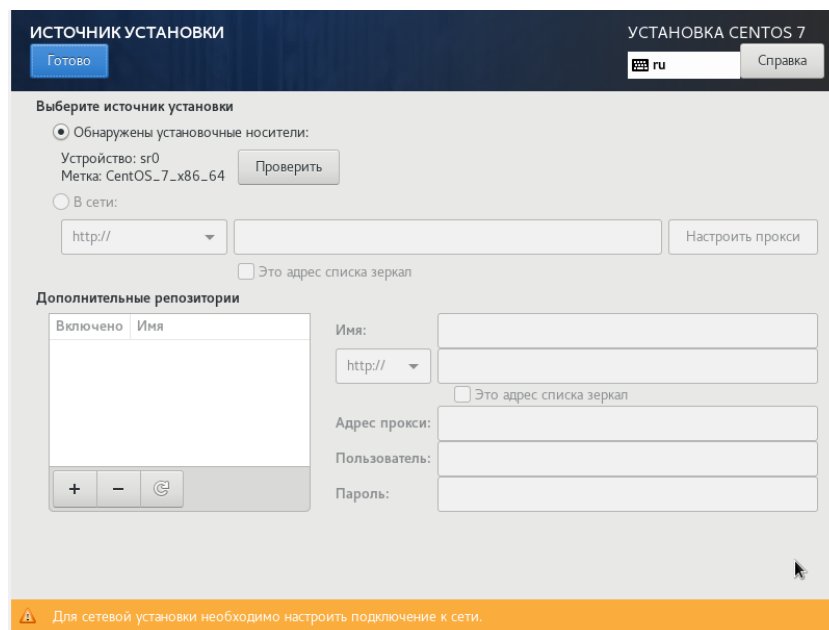 ИСТОЧНИК УСТАНОВКИ
УСТАНОВКА CENTOS 7
Готово
ru
Справка
Выберите источник установки
Обнаружены установочные носители:
Устройство: sr0
Метка: CentOS_7_x86_64
Проверить
В сети:
http://
Настроить прокси
Это адрес списка зеркал
Дополнительные репозитории
Включено Имя
Имя:
http://
Это адрес списка зеркал
Адрес прокси:
Пользователь:
+ −
Пароль:
Для сетевой установки необходимо настроить подключение к сети.